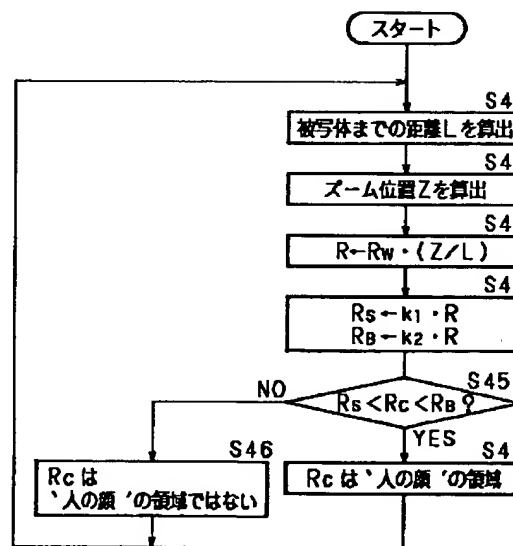 スタート
S4
被写体までの距離Lを算出
S4
ズーム位置Zを算出
S4
R←Rw・(Z/L)
S4
Rs←k1・R
RB←k2・R
S45
Rs<Rc<RB?
NO
YES
S46
Rcは
`人の顔´の領域ではない
S4
Rcは`人の顔´の領域